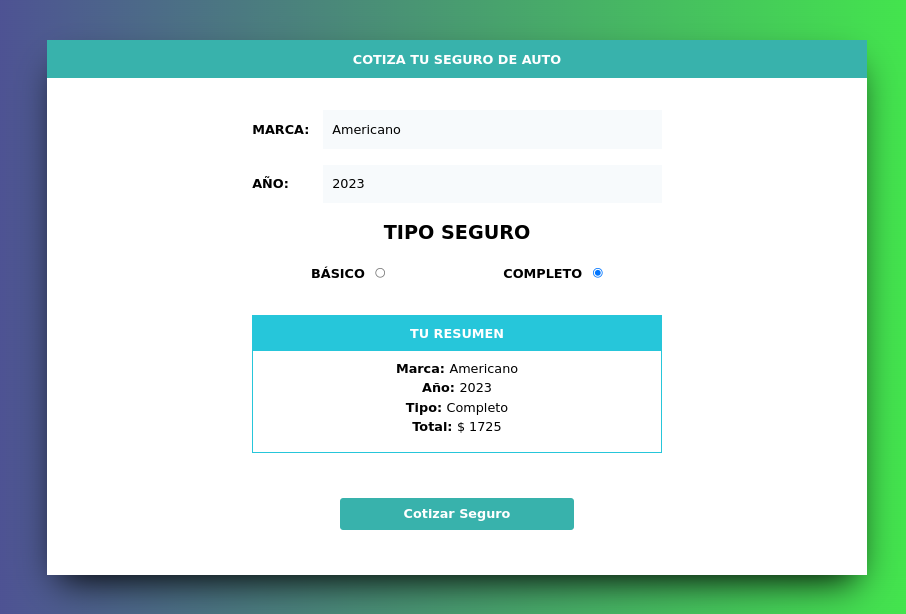 COTIZA TU SEGURO DE AUTO
MARCA: Americano
AÑO: 2023
TIPO SEGURO
BÁSICO COMPLETO
TU RESUMEN
Marca: Americano
Año: 2023
Tipo: Completo
Total: $ 1725
Cotizar Seguro